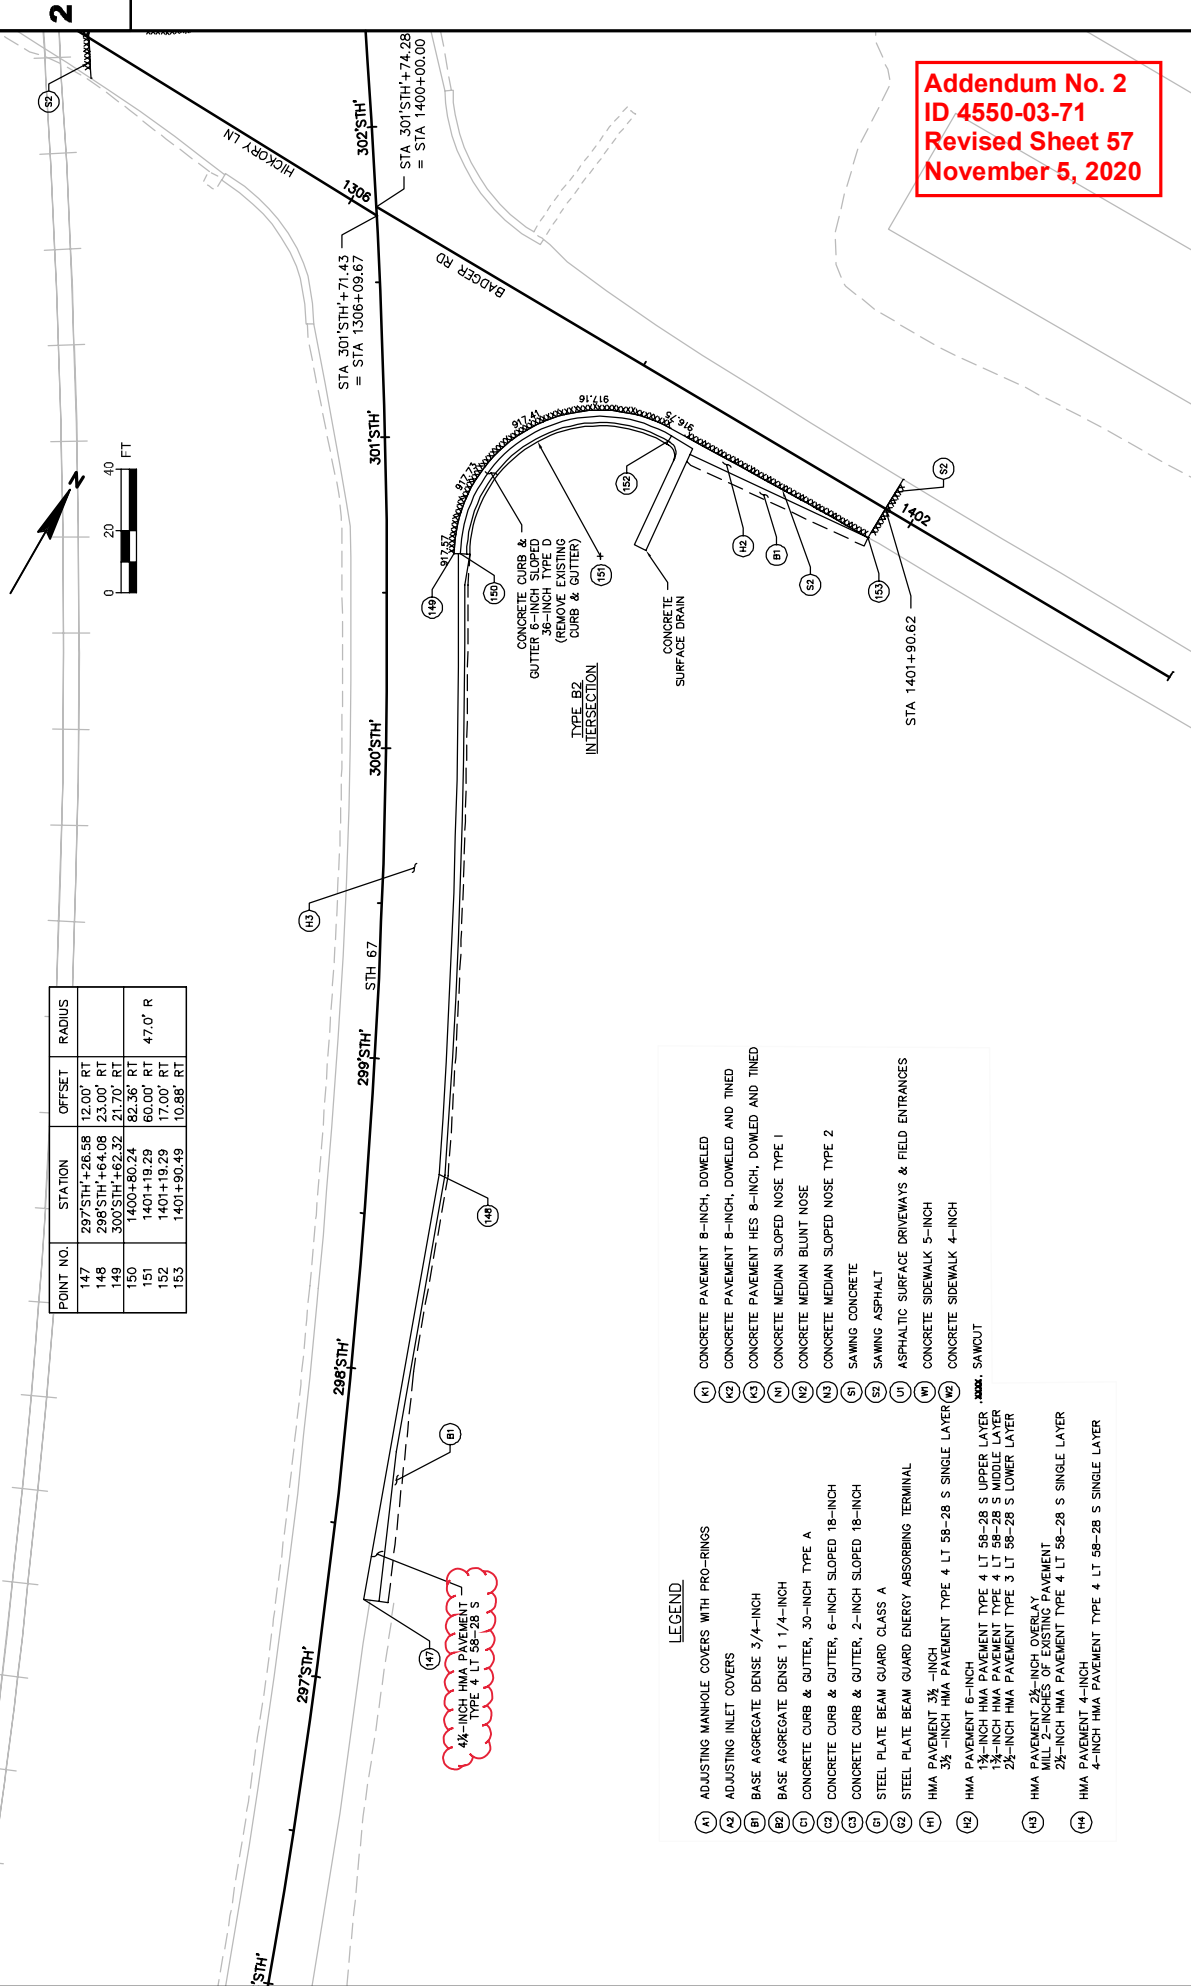 2
Addendum No. 2
ID 4550-03-71
Revised Sheet 57
November 5, 2020
S2
HICKORY LN
1306
302'STH'
STA 301'STH'+74.28
= STA 1400+00.00
STA 301'STH'+71.43
= STA 1306+09.67
BADGER RD
301'STH'
0 20 40 FT
N
917.57
917.73
917.41
917.16
916.75
149
150
CONCRETE CURB &
GUTTER 6-INCH SLOPED
36-INCH TYPE D
(REMOVE EXISTING
CURB & GUTTER)
151
152
TYPE B2
INTERSECTION
CONCRETE
SURFACE DRAIN
H2
B1
S2
153
S2
1402
STA 1401+90.62
300'STH'
H3
STH 67
299'STH'
148
298'STH'
B1
297'STH'
147
4¼-INCH HMA PAVEMENT
TYPE 4 LT 58-28 S
'STH'
POINT NO. STATION OFFSET RADIUS
147 297'STH'+26.58 12.00' RT
148 298'STH'+64.08 23.00' RT
149 300'STH'+62.32 21.70' RT
150 1400+80.24 82.36' RT
151 1401+19.29 60.00' RT 47.0' R
152 1401+19.29 17.00' RT
153 1401+90.49 10.88' RT
LEGEND
A1 ADJUSTING MANHOLE COVERS WITH PRO-RINGS
A2 ADJUSTING INLET COVERS
B1 BASE AGGREGATE DENSE 3/4-INCH
B2 BASE AGGREGATE DENSE 1 1/4-INCH
C1 CONCRETE CURB & GUTTER, 30-INCH TYPE A
C2 CONCRETE CURB & GUTTER, 6-INCH SLOPED 18-INCH
C3 CONCRETE CURB & GUTTER, 2-INCH SLOPED 18-INCH
G1 STEEL PLATE BEAM GUARD CLASS A
G2 STEEL PLATE BEAM GUARD ENERGY ABSORBING TERMINAL
H1 HMA PAVEMENT 3½ -INCH
3½ -INCH HMA PAVEMENT TYPE 4 LT 58-28 S SINGLE LAYER
H2 HMA PAVEMENT 6-INCH
1¾-INCH HMA PAVEMENT TYPE 4 LT 58-28 S UPPER LAYER
1¾-INCH HMA PAVEMENT TYPE 4 LT 58-28 S MIDDLE LAYER
2½-INCH HMA PAVEMENT TYPE 3 LT 58-28 S LOWER LAYER
H3 HMA PAVEMENT 2½-INCH OVERLAY
MILL 2-INCHES OF EXISTING PAVEMENT
2½-INCH HMA PAVEMENT TYPE 4 LT 58-28 S SINGLE LAYER
H4 HMA PAVEMENT 4-INCH
4-INCH HMA PAVEMENT TYPE 4 LT 58-28 S SINGLE LAYER
K1 CONCRETE PAVEMENT 8-INCH, DOWELED
K2 CONCRETE PAVEMENT 8-INCH, DOWELED AND TINED
K3 CONCRETE PAVEMENT HES 8-INCH, DOWLED AND TINED
N1 CONCRETE MEDIAN SLOPED NOSE TYPE 1
N2 CONCRETE MEDIAN BLUNT NOSE
N3 CONCRETE MEDIAN SLOPED NOSE TYPE 2
S1 SAWING CONCRETE
S2 SAWING ASPHALT
U1 ASPHALTIC SURFACE DRIVEWAYS & FIELD ENTRANCES
W1 CONCRETE SIDEWALK 5-INCH
W2 CONCRETE SIDEWALK 4-INCH
SAWCUT